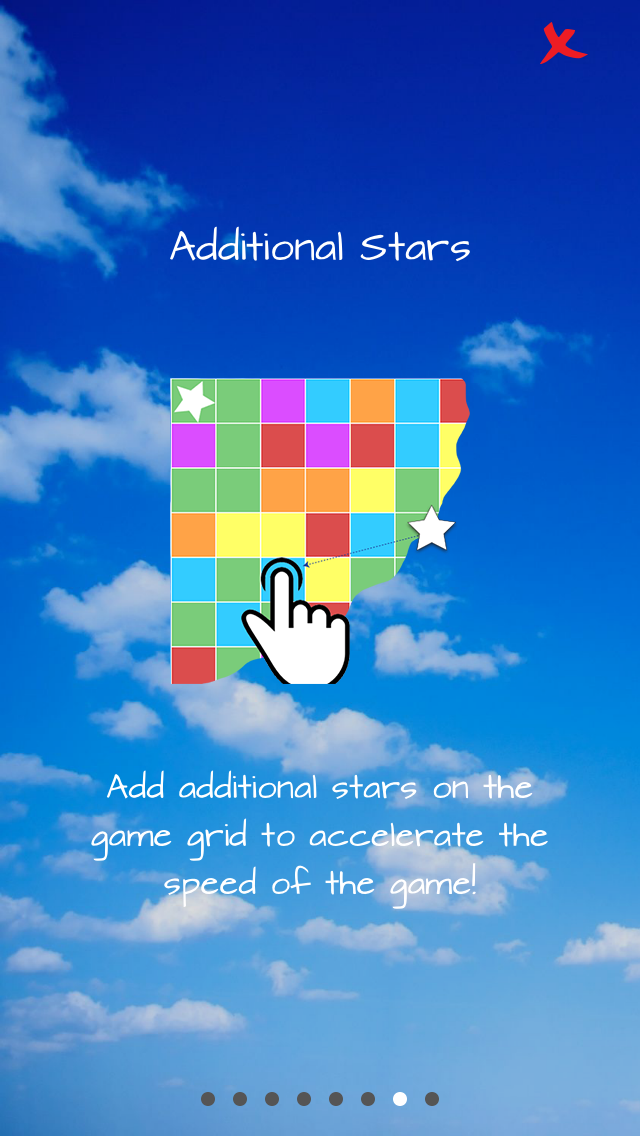 Additional Stars
Add additional stars on the
game grid to accelerate the
speed of the game!